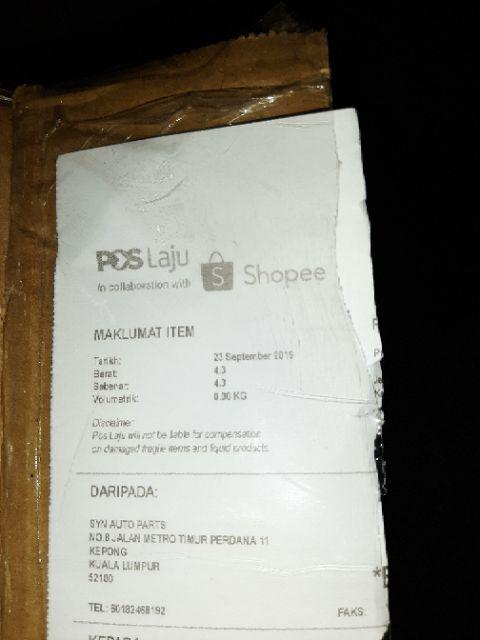 POS Laju
in collaboration with
S Shopee
MAKLUMAT ITEM
Tarikh: 23 September 2019
Berat: 4.3
Sebenar: 4.3
Volumetrik: 0.00 KG
Disclaimer
Pos Laju will not be liable for compensation
on damaged fragile items and liquid products
DARIPADA:
SYN AUTO PARTS
NO.8 JALAN METRO TIMUR PERDANA 11
KEPONG
KUALA LUMPUR
52100
TEL: 60182468192
FAKS: